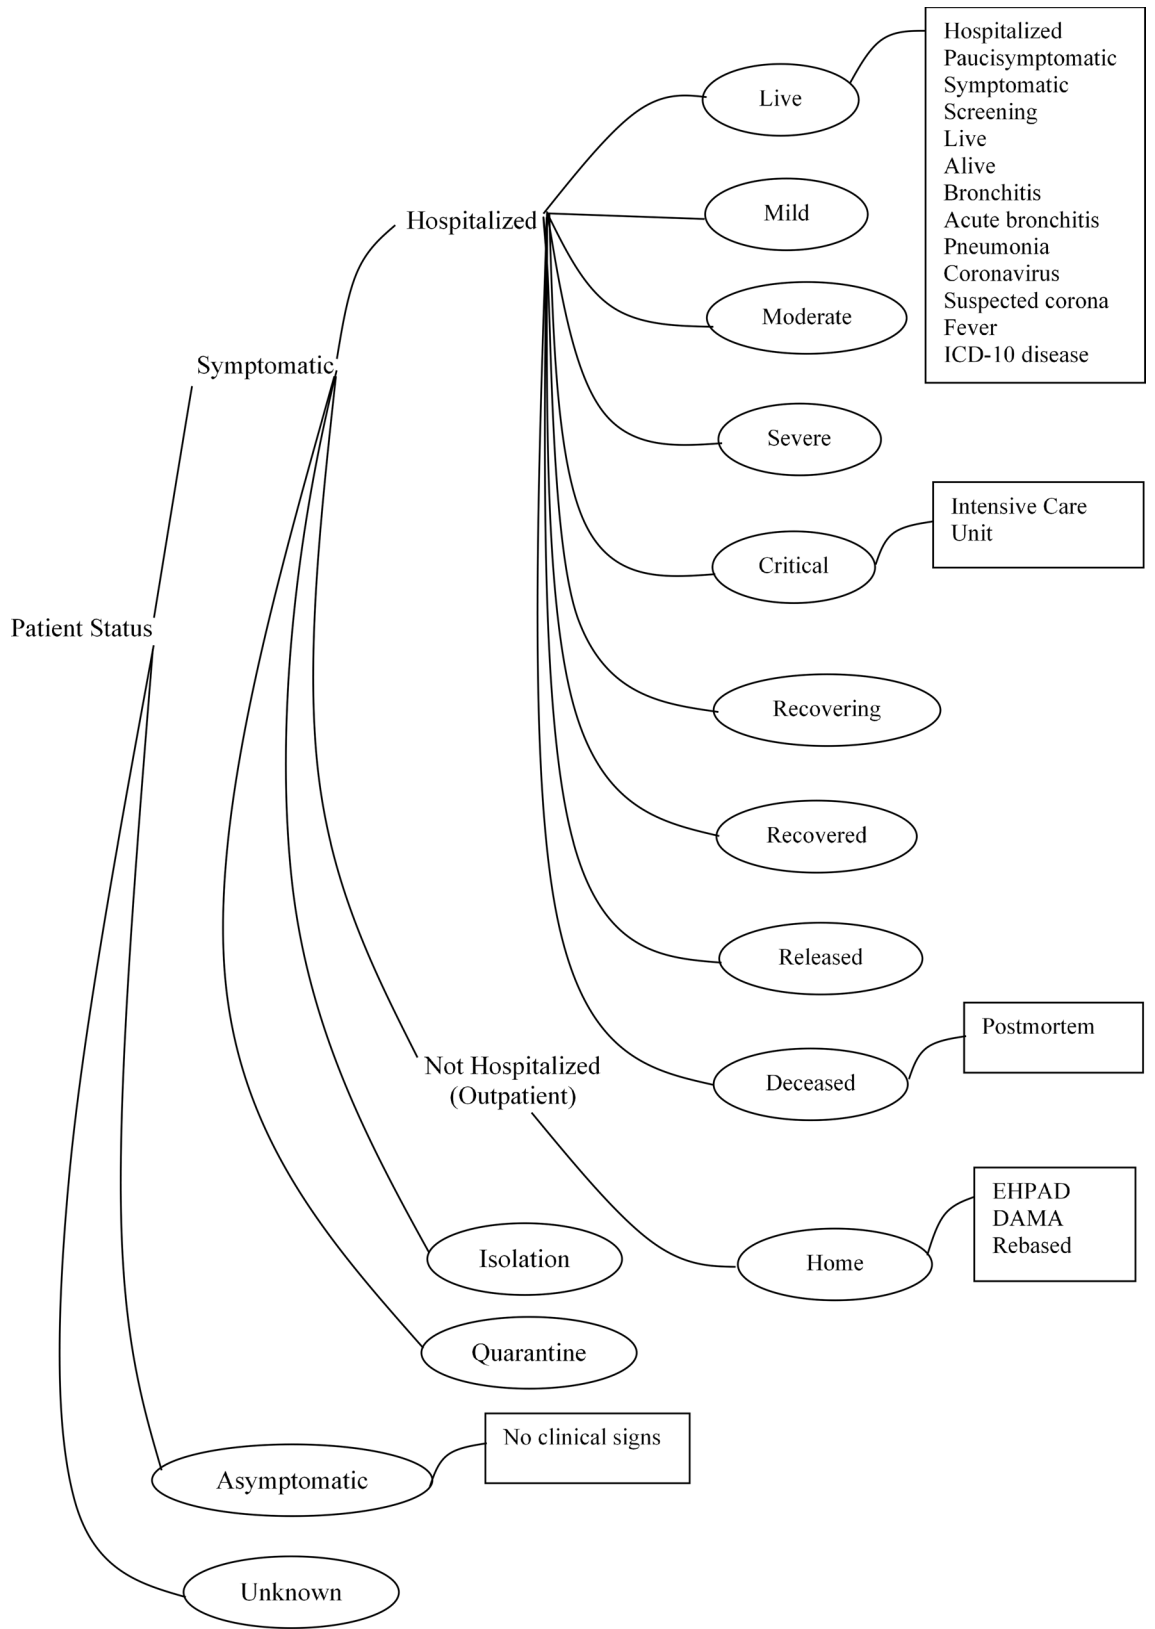 Hospitalized
Paucisymptomatic
Symptomatic
Screening
Live
Alive
Bronchitis
Acute bronchitis
Pneumonia
Coronavirus
Suspected corona
Fever
ICD-10 disease
Live
Mild
Hospitalized
Moderate
Symptomatic
Severe
Intensive Care
Unit
Critical
Patient Status
Recovering
Recovered
Released
Postmortem
Not Hospitalized
(Outpatient)
Deceased
EHPAD
DAMA
Rebased
Isolation
Home
Quarantine
No clinical signs
Asymptomatic
Unknown